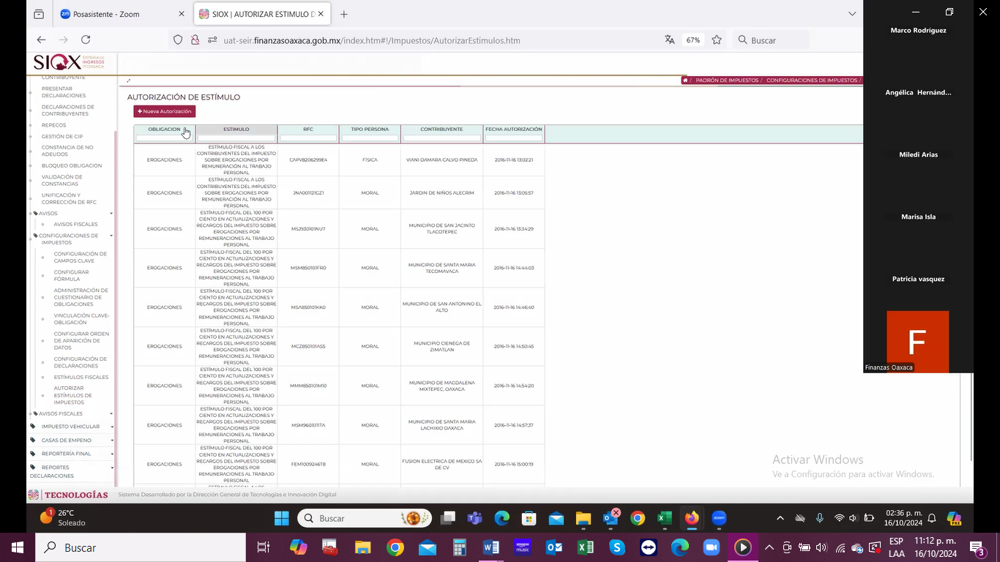 Posasistente - Zoom
SIOX | AUTORIZAR ESTIMULO D
uat-seir.finanzasoaxaca.gob.mx/index.htm#!/Impuestos/AutorizarEstimulos.htm
67%
Buscar
SIOX
SISTEMA DE
INGRESOS
DE OAXACA
PADRÓN DE IMPUESTOS /
CONFIGURACIONES DE IMPUESTOS /
CONTRIBUYENTE
PRESENTAR
DECLARACIONES
DECLARACIONES DE
CONTRIBUYENTES
REPECOS
GESTIÓN DE CIP
CONSTANCIA DE NO
ADEUDOS
BLOQUEO OBLIGACION
VALIDACIÓN DE
CONSTANCIAS
UNIFICACIÓN Y
CORRECCIÓN DE RFC
AVISOS
AVISOS FISCALES
CONFIGURACIONES DE
IMPUESTOS
CONFIGURACIÓN DE
CAMPOS CLAVE
CONFIGURAR
FÓRMULA
ADMINISTRACIÓN DE
CUESTIONARIO DE
OBLIGACIONES
VINCULACIÓN CLAVE-
OBLIGACIÓN
CONFIGURAR ORDEN
DE APARICIÓN DE
DATOS
CONFIGURACIÓN DE
DECLARACIONES
ESTÍMULOS FISCALES
AUTORIZAR
ESTÍMULOS DE
IMPUESTOS
AVISOS FISCALES
IMPUESTO VEHICULAR
CASAS DE EMPENO
REPORTERÍA FINAL
REPORTES
DECLARACIONES
AUTORIZACIÓN DE ESTÍMULO
Nueva Autorización
OBLIGACION ESTIMULO RFC TIPO PERSONA CONTRIBUYENTE FECHA AUTORIZACIÓN
ESTÍMULO FISCAL A LOS
CONTRIBUYENTES DEL IMPUESTO
EROGACIONES SOBRE EROGACIONES POR CAPV8206299E4 FÍSICA VIANI OAMARA CALVO PINEDA 2016-11-16 13:02:21
REMUNERACIÓN AL TRABAJO
PERSONAL
ESTÍMULO FISCAL A LOS
CONTRIBUYENTES DEL IMPUESTO
EROGACIONES SOBRE EROGACIONES POR JNA001121GZ1 MORAL JARDIN DE NIÑOS ALECRIM 2016-11-16 13:05:57
REMUNERACIÓN AL TRABAJO
PERSONAL
ESTÍMULO FISCAL DEL 100 POR
CIENTO EN ACTUALIZACIONES Y
EROGACIONES RECARGOS DEL IMPUESTO SOBRE MSJ930101NU7 MORAL MUNICIPIO DE SAN JACINTO 2016-11-16 13:34:29
EROGACIONES POR TLACOTEPEC
REMUNERACIONES AL TRABAJO
PERSONAL
ESTÍMULO FISCAL DEL 100 POR
CIENTO EN ACTUALIZACIONES Y
EROGACIONES RECARGOS DEL IMPUESTO SOBRE MSM850101FR0 MORAL MUNICIPIO DE SANTA MARIA 2016-11-16 14:44:03
EROGACIONES POR TECOMAVACA
REMUNERACIONES AL TRABAJO
PERSONAL
ESTÍMULO FISCAL DEL 100 POR
CIENTO EN ACTUALIZACIONES Y
EROGACIONES RECARGOS DEL IMPUESTO SOBRE MSA850101KK0 MORAL MUNICIPIO DE SAN ANTONINO EL 2016-11-16 14:46:40
EROGACIONES POR ALTO
REMUNERACIONES AL TRABAJO
PERSONAL
ESTÍMULO FISCAL DEL 100 POR
CIENTO EN ACTUALIZACIONES Y
EROGACIONES RECARGOS DEL IMPUESTO SOBRE MCZ850101AS5 MORAL MUNICIPIO CIENEGA DE 2016-11-16 14:50:45
EROGACIONES POR ZIMATLAN
REMUNERACIONES AL TRABAJO
PERSONAL
ESTÍMULO FISCAL DEL 100 POR
CIENTO EN ACTUALIZACIONES Y
EROGACIONES RECARGOS DEL IMPUESTO SOBRE MMM850101M10 MORAL MUNICIPIO DE MAGDALENA 2016-11-16 14:54:20
EROGACIONES POR MIXTEPEC, OAXACA
REMUNERACIONES AL TRABAJO
PERSONAL
ESTÍMULO FISCAL DEL 100 POR
CIENTO EN ACTUALIZACIONES Y
EROGACIONES RECARGOS DEL IMPUESTO SOBRE MSM9601011TA MORAL MUNICIPIO DE SANTA MARIA 2016-11-16 14:57:37
EROGACIONES POR LACHIXIO OAXACA
REMUNERACIONES AL TRABAJO
PERSONAL
ESTÍMULO FISCAL DEL 100 POR
CIENTO EN ACTUALIZACIONES Y
EROGACIONES RECARGOS DEL IMPUESTO SOBRE FEM1009246T8 MORAL FUSION ELECTRICA DE MEXICO SA 2016-11-16 15:00:19
EROGACIONES POR DE CV
REMUNERACIONES AL TRABAJO
PERSONAL
Marco Rodríguez
Angélica Hernánd...
Miledi Arias
Marisa Isla
Patricia vasquez
F
Finanzas Oaxaca
Activar Windows
Ve a Configuración para activar Windows.
TECNOLOGÍAS
Sistema Desarrollado por la Dirección General de Tecnologías e Innovación Digital
1
26°C
Soleado
Buscar
02:36 p. m.
16/10/2024
PRE
Buscar
ESP
LAA
11:12 p. m.
16/10/2024
3